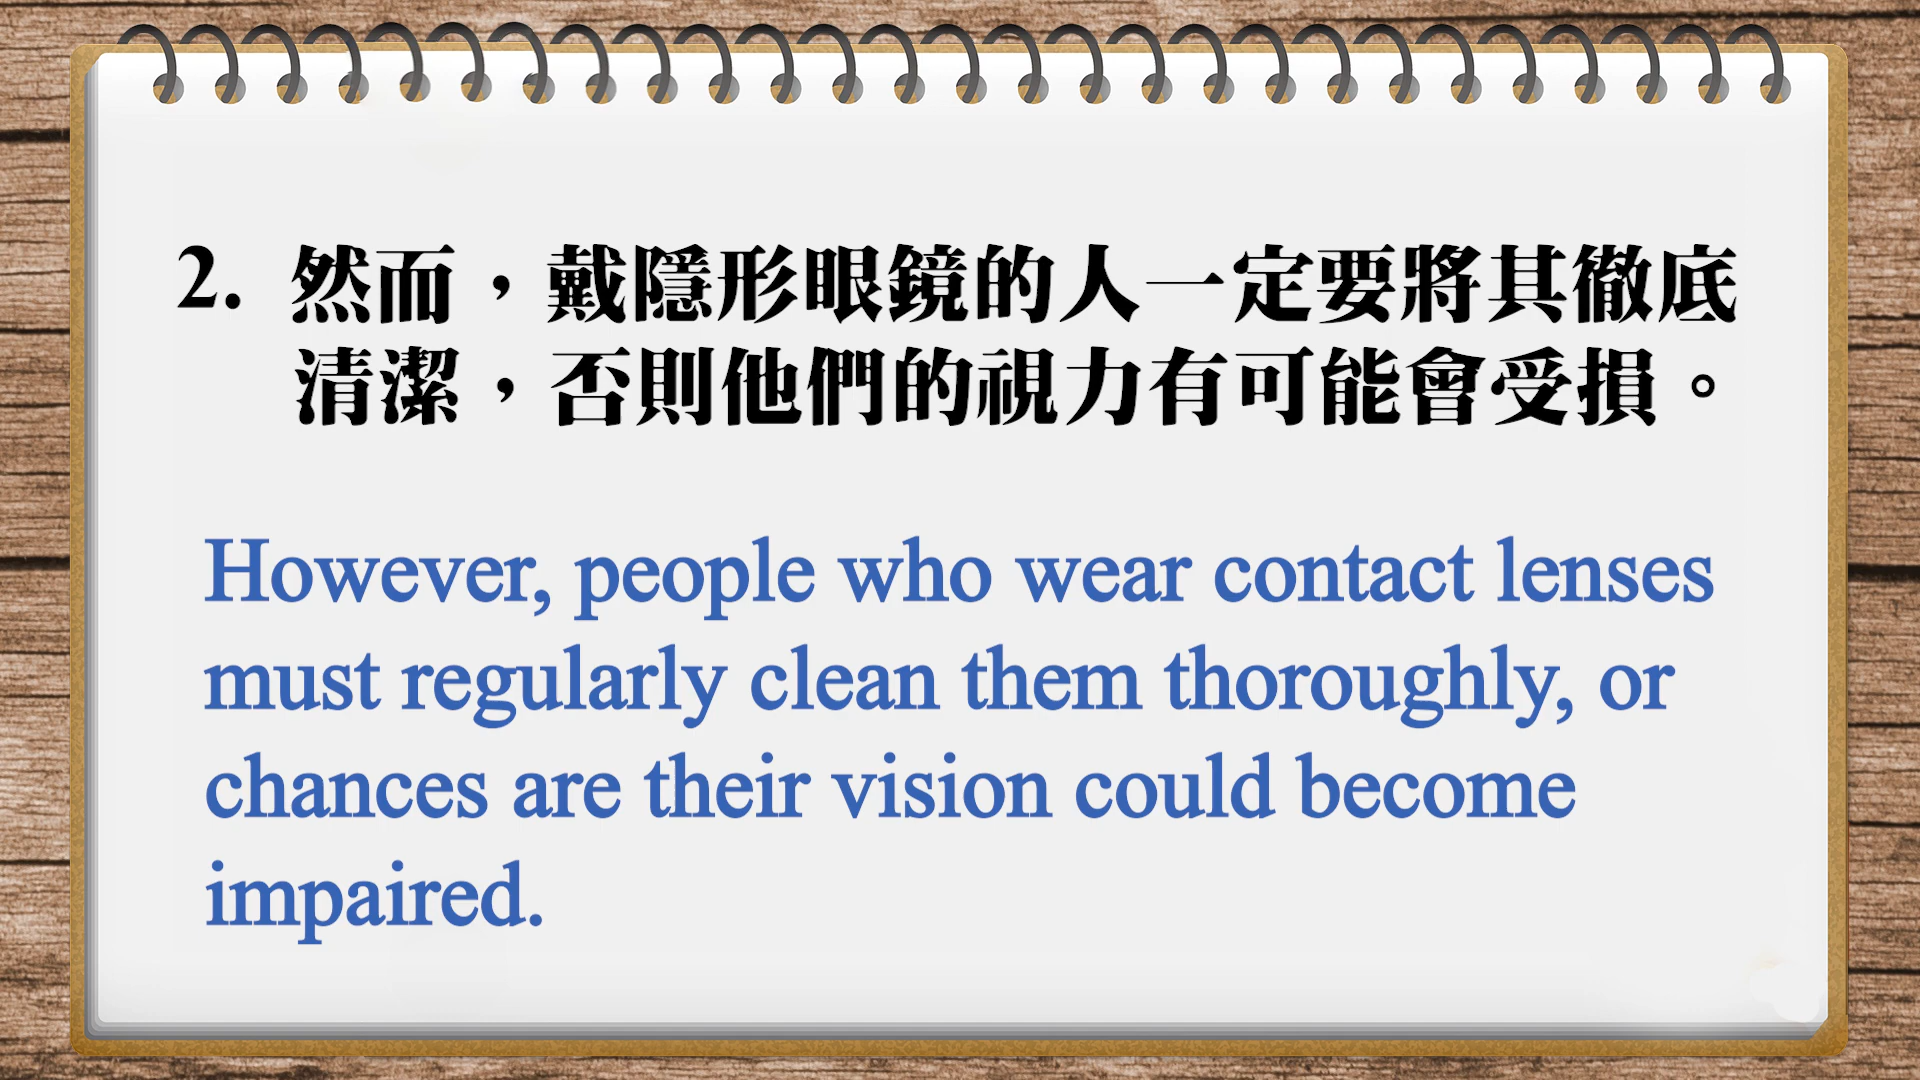 2. 然而，戴隱形眼鏡的人一定要將其徹底
清潔，否則他們的視力有可能會受損。
However, people who wear contact lenses
must regularly clean them thoroughly, or
chances are their vision could become
impaired.